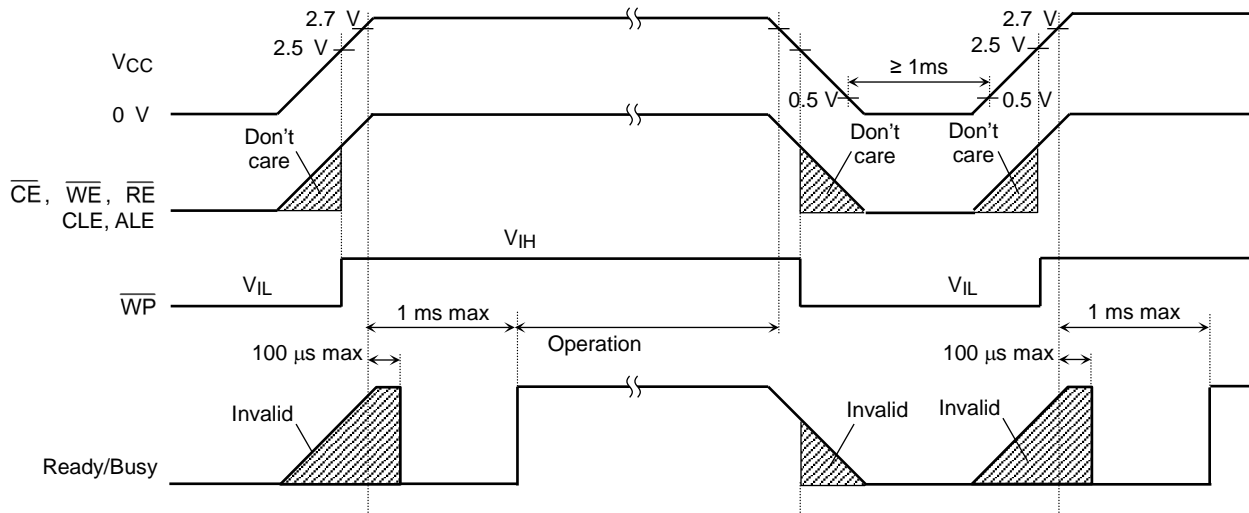 2.7 V
2.5 V
VCC
0 V
≥ 1ms
0.5 V
2.7 V
2.5 V
0.5 V
Don't
care
Don't
care
Don't
care
CE, WE, RE
CLE, ALE
VIH
VIL
VIL
WP
1 ms max
Operation
1 ms max
100 μs max
100 μs max
Invalid
Invalid
Invalid
Ready/Busy